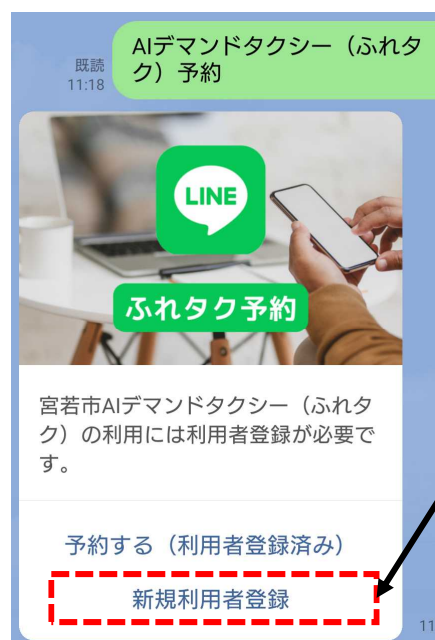 AIデマンドタクシー（ふれタ
ク）予約
既読
11:18
LINE
ふれタク予約
宮若市AIデマンドタクシー（ふれタ
ク）の利用には利用者登録が必要で
す。
予約する（利用者登録済み）
新規利用者登録